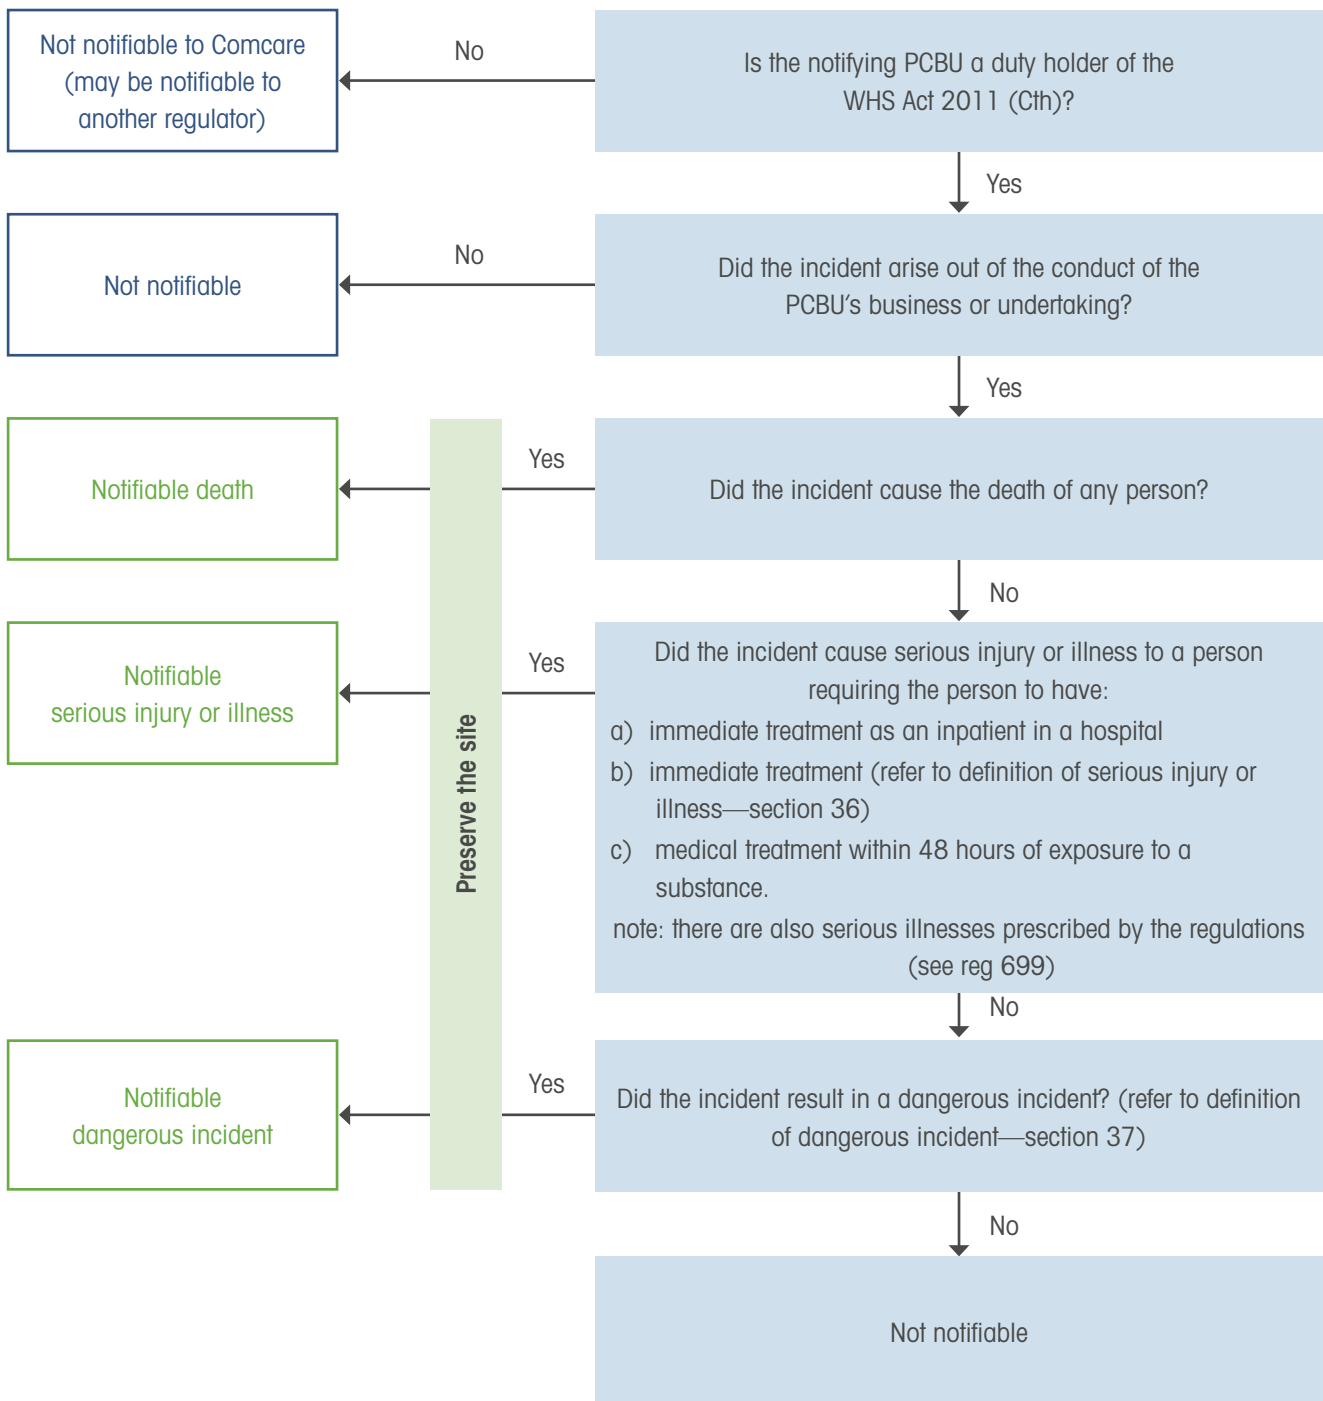 Not notifiable to Comcare
(may be notifiable to
another regulator)
No
Is the notifying PCBU a duty holder of the
WHS Act 2011 (Cth)?
Yes
Not notifiable
No
Did the incident arise out of the conduct of the
PCBU’s business or undertaking?
Yes
Notifiable death
Yes
Did the incident cause the death of any person?
No
Notifiable
serious injury or illness
Yes
Did the incident cause serious injury or illness to a person
requiring the person to have:
a) immediate treatment as an inpatient in a hospital
b) immediate treatment (refer to definition of serious injury or
illness—section 36)
c) medical treatment within 48 hours of exposure to a
substance.
note: there are also serious illnesses prescribed by the regulations
(see reg 699)
Preserve the site
No
Notifiable
dangerous incident
Yes
Did the incident result in a dangerous incident? (refer to definition
of dangerous incident—section 37)
No
Not notifiable